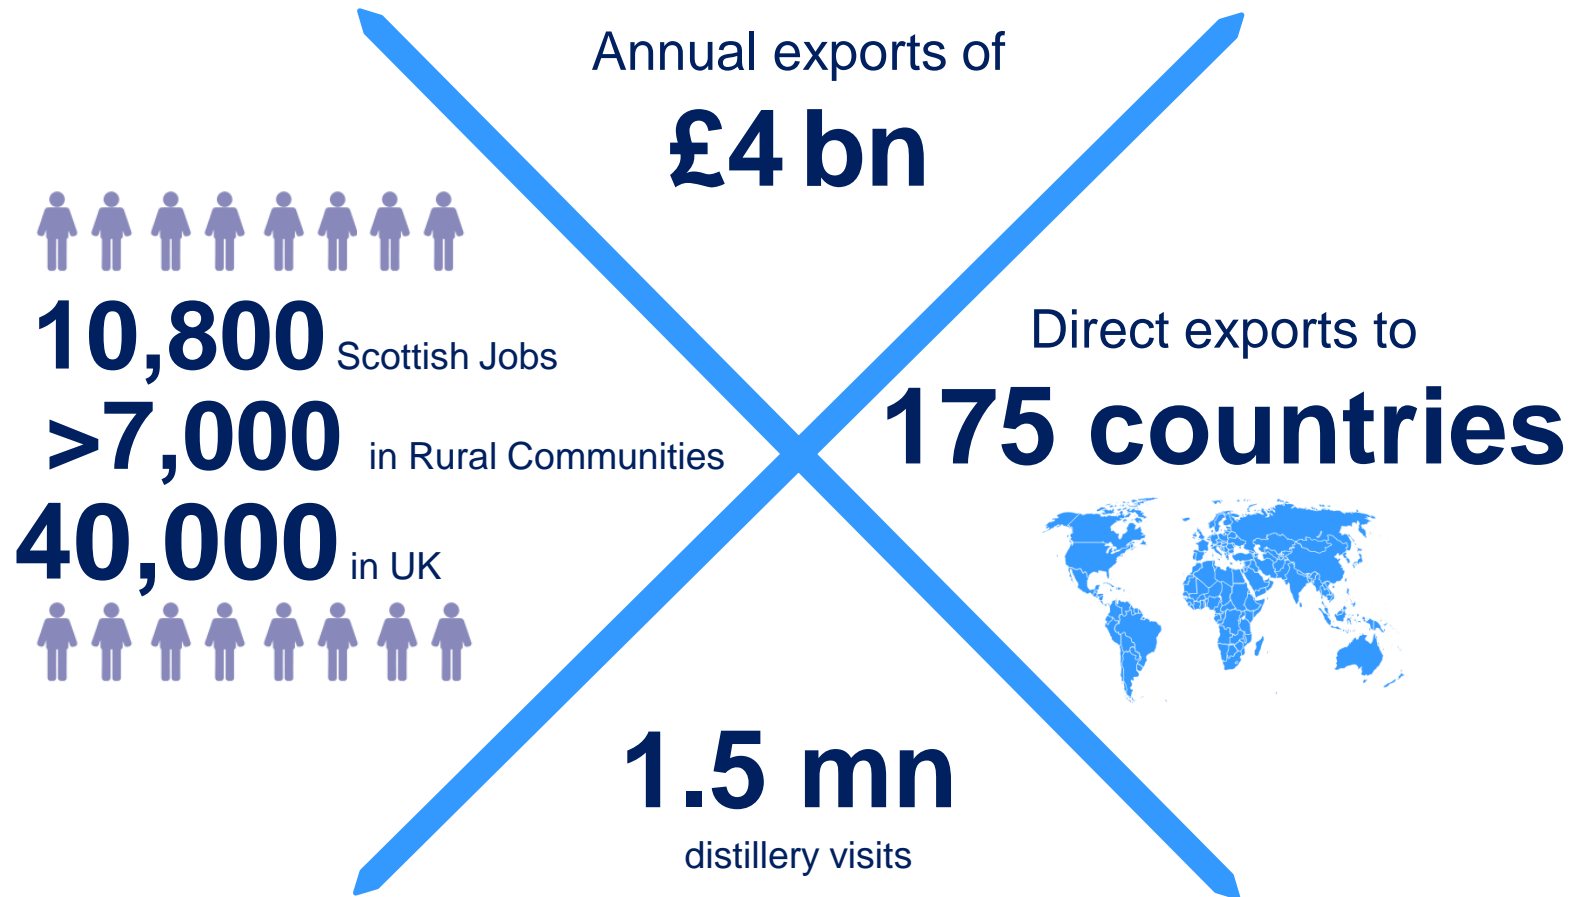 Annual exports of
£4 bn
10,800 Scottish Jobs
>7,000 in Rural Communities
40,000 in UK
Direct exports to
175 countries
1.5 mn
distillery visits